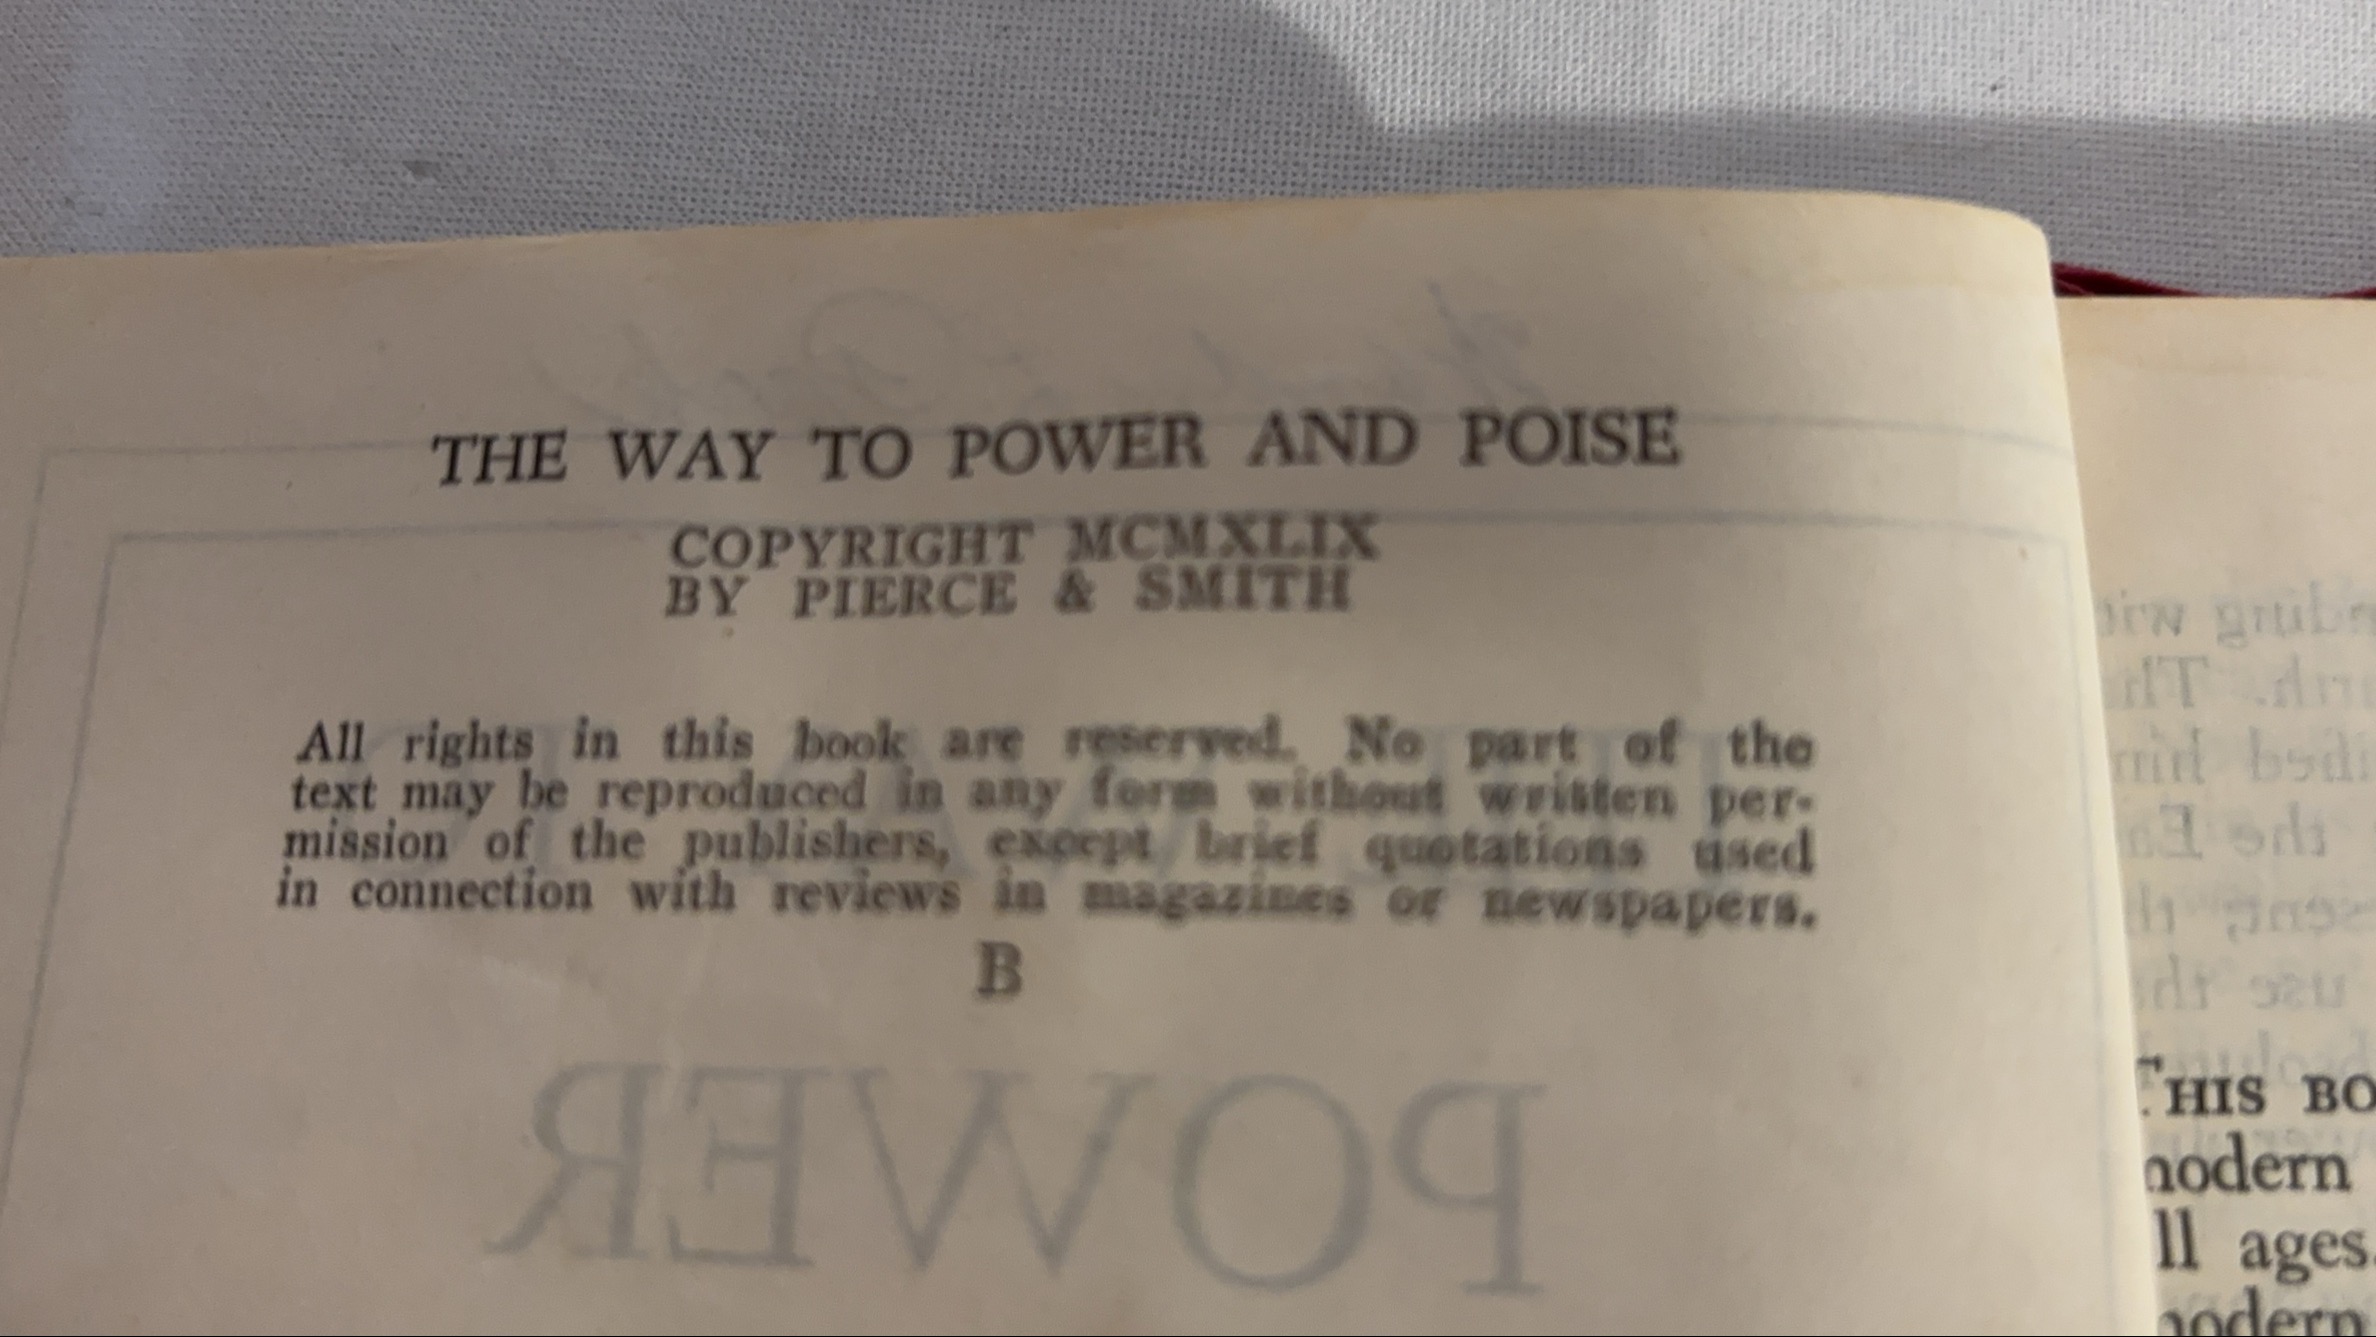 THE WAY TO POWER AND POISE
COPYRIGHT MCMXLIX
BY PIERCE & SMITH
All rights in this book are reserved. No part of the
text may be reproduced in any form without written per-
mission of the publishers, except brief quotations used
in connection with reviews in magazines or newspapers.
B
POWER
THIS BO
modern
ll ages.
modern